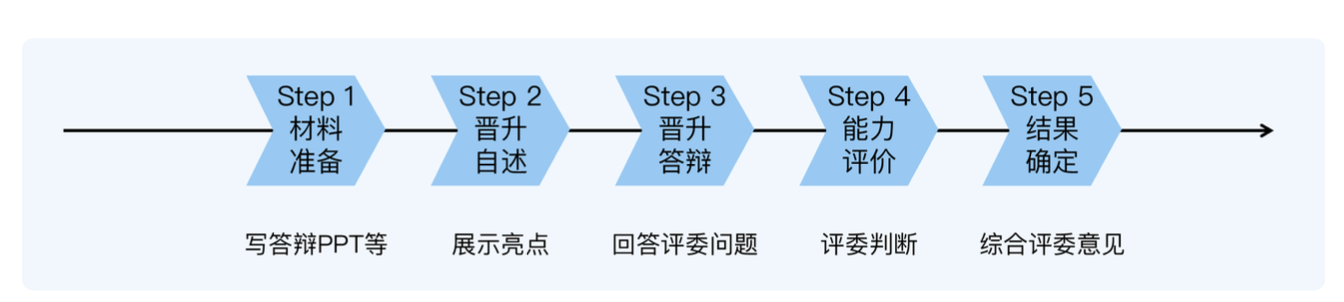 Step 1
材料
准备
Step 2
晋升
自述
Step 3
晋升
答辩
Step 4
能力
评价
Step 5
结果
确定
写答辩PPT等
展示亮点
回答评委问题
评委判断
综合评委意见